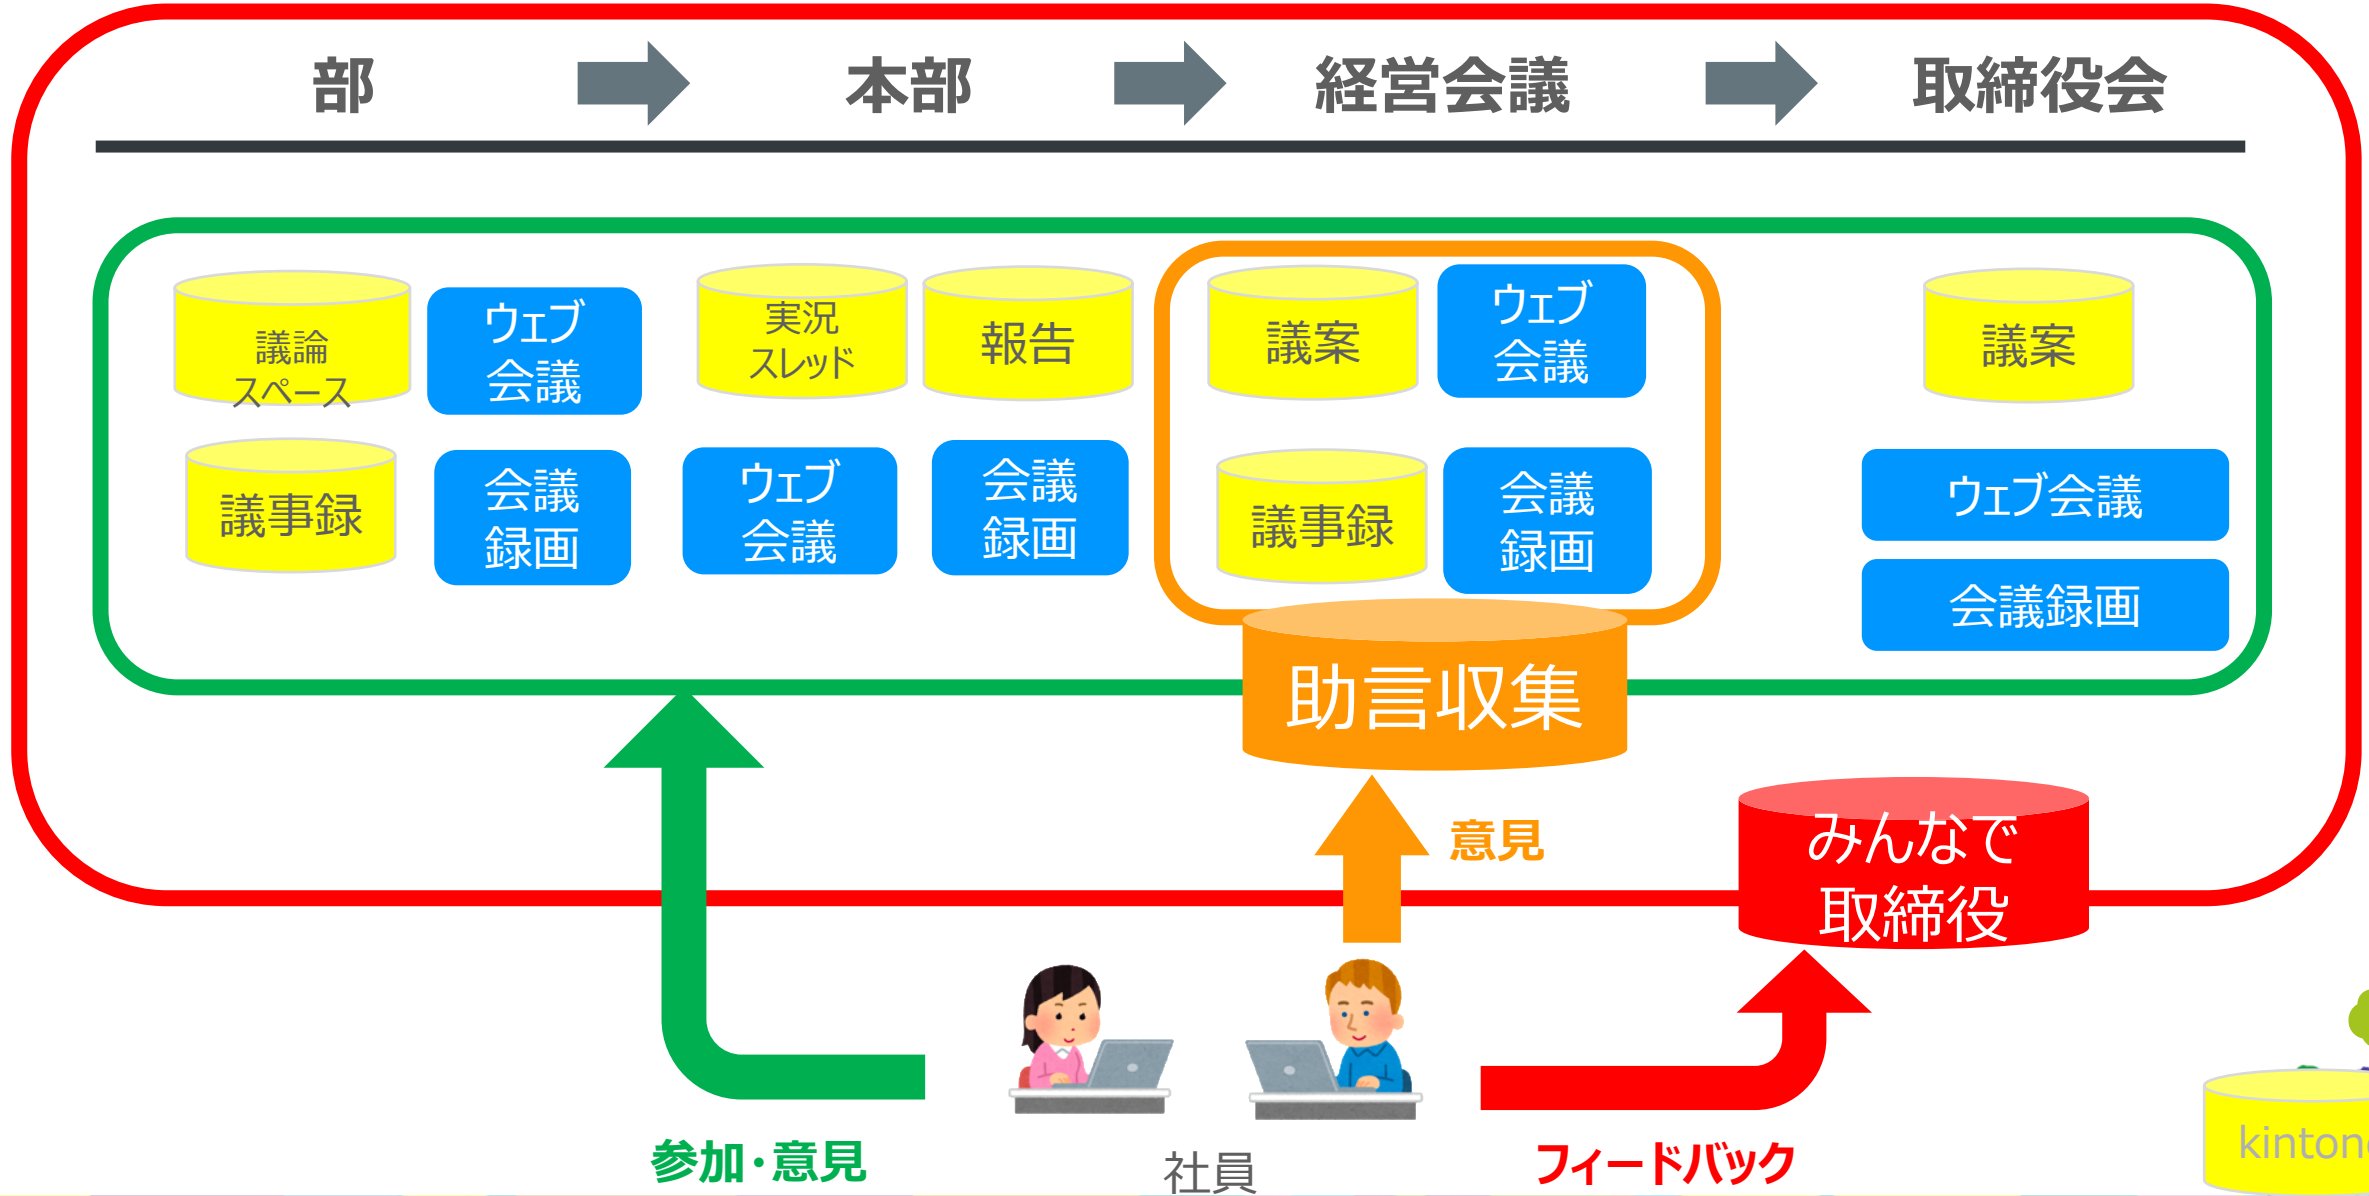 部
本部
経営会議
取締役会
議論
スペース
ウェブ
会議
議事録
会議
録画
実況
スレッド
報告
ウェブ
会議
会議
録画
議案
ウェブ
会議
議事録
会議
録画
議案
ウェブ会議
会議録画
助言収集
意見
みんなで
取締役
参加・意見
社員
フィードバック
kinton